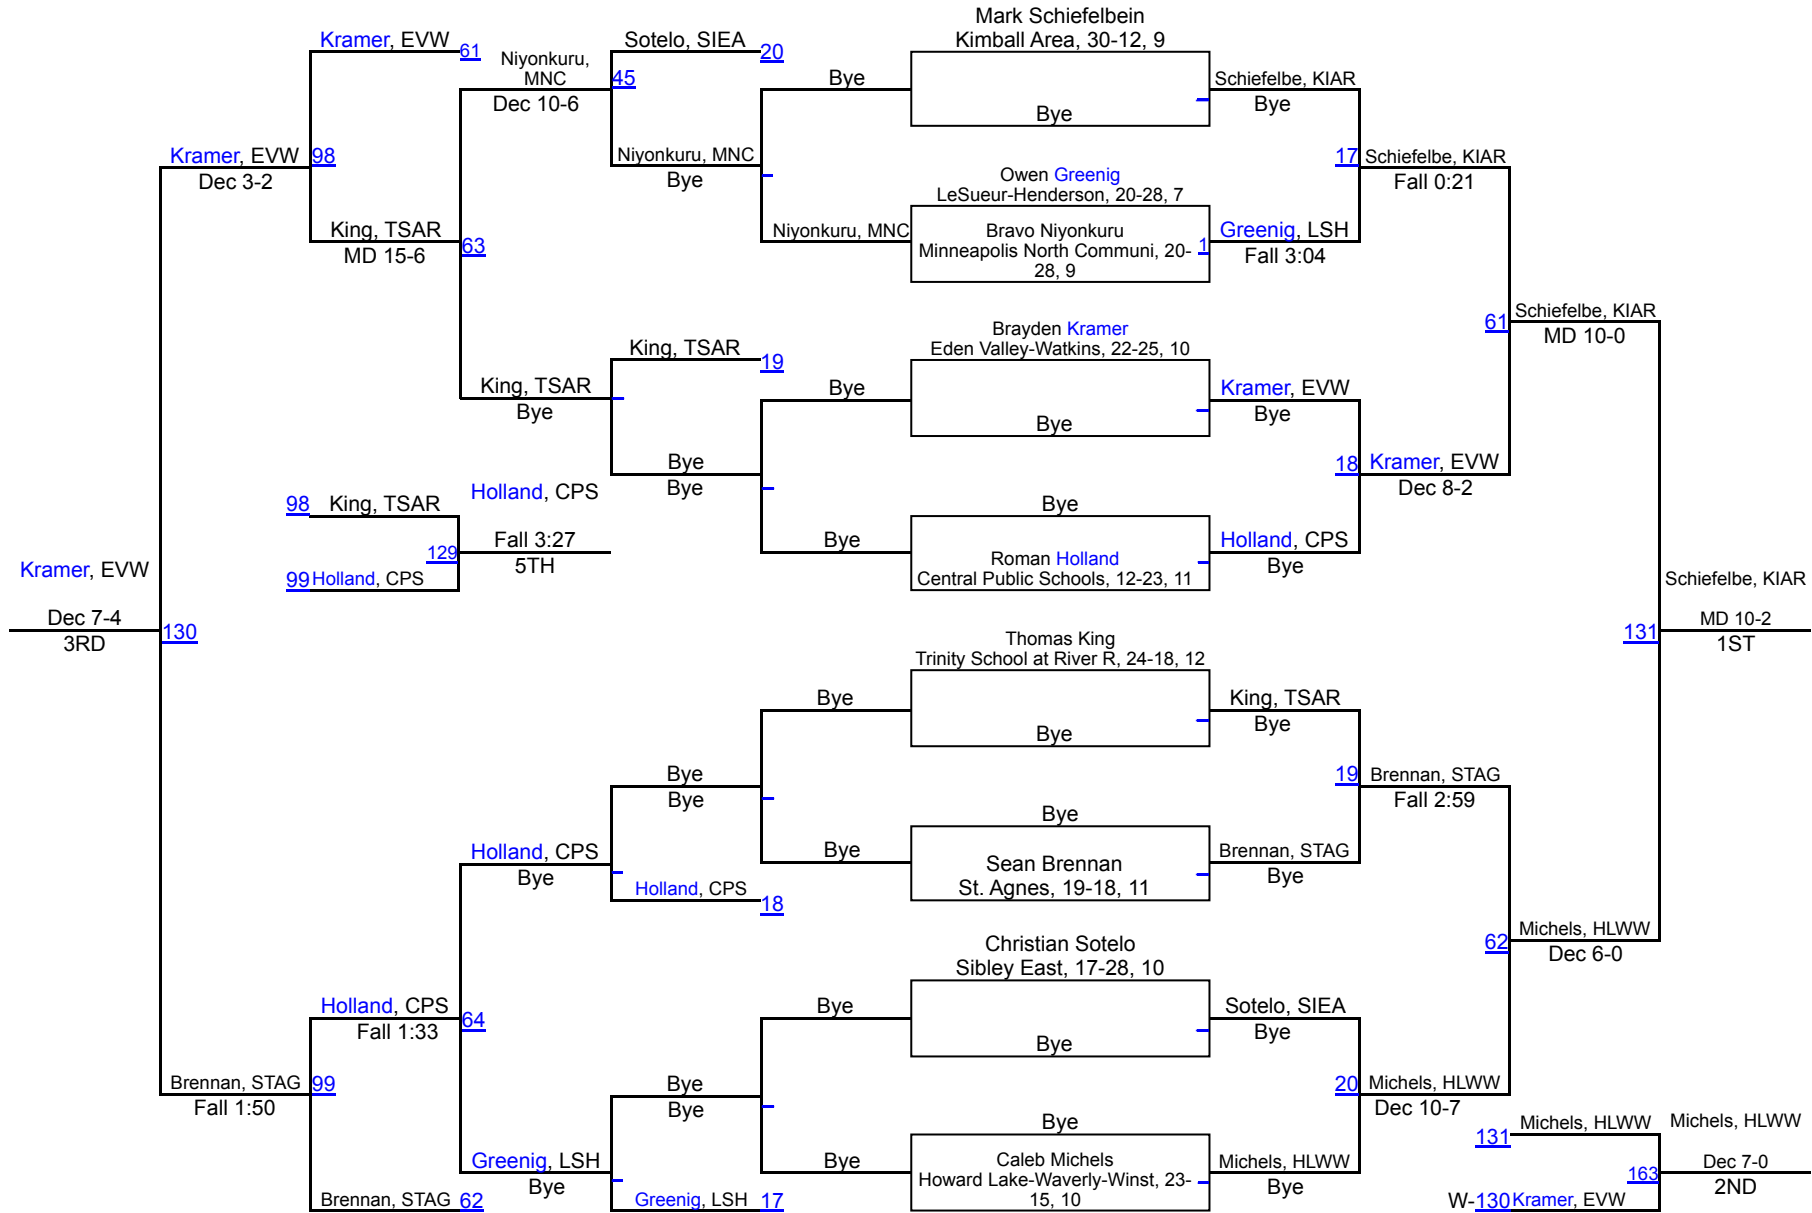 Mark Schiefelbein
Kimball Area, 30-12, 9
Kramer, EVW
61
Niyonkuru,
MNC
Dec 10-6
Sotelo, SIEA
20
45
Bye
Bye
Schiefelbe, KIAR
Bye
Kramer, EVW
98
Dec 3-2
Niyonkuru, MNC
Bye
17
Schiefelbe, KIAR
Fall 0:21
Owen Greenig
LeSueur-Henderson, 20-28, 7
King, TSAR
MD 15-6
63
Niyonkuru, MNC
Bravo Niyonkuru
Minneapolis North Communi, 20-
28, 9
1
Greenig, LSH
Fall 3:04
61
Schiefelbe, KIAR
MD 10-0
Brayden Kramer
Eden Valley-Watkins, 22-25, 10
King, TSAR
19
King, TSAR
Bye
Bye
Bye
Kramer, EVW
Bye
Bye
Bye
18
Kramer, EVW
Dec 8-2
98
King, TSAR
Holland, CPS
Bye
Fall 3:27
129
5TH
99
Holland, CPS
Bye
Roman Holland
Central Public Schools, 12-23, 11
Holland, CPS
Bye
Kramer, EVW
Dec 7-4
130
3RD
Schiefelbe, KIAR
131
MD 10-2
1ST
Thomas King
Trinity School at River R, 24-18, 12
Bye
Bye
King, TSAR
Bye
Bye
Bye
19
Brennan, STAG
Fall 2:59
Bye
Holland, CPS
Bye
Bye
Sean Brennan
St. Agnes, 19-18, 11
Brennan, STAG
Bye
Holland, CPS
18
62
Michels, HLWW
Dec 6-0
Christian Sotelo
Sibley East, 17-28, 10
Holland, CPS
Fall 1:33
64
Bye
Bye
Sotelo, SIEA
Bye
Brennan, STAG
99
Fall 1:50
Bye
Bye
20
Michels, HLWW
Dec 10-7
Bye
Greenig, LSH
Bye
Bye
Caleb Michels
Howard Lake-Waverly-Winst, 23-
15, 10
Michels, HLWW
Bye
Brennan, STAG
62
Greenig, LSH
17
131
Michels, HLWW
Michels, HLWW
163
Dec 7-0
2ND
W-130
Kramer, EVW